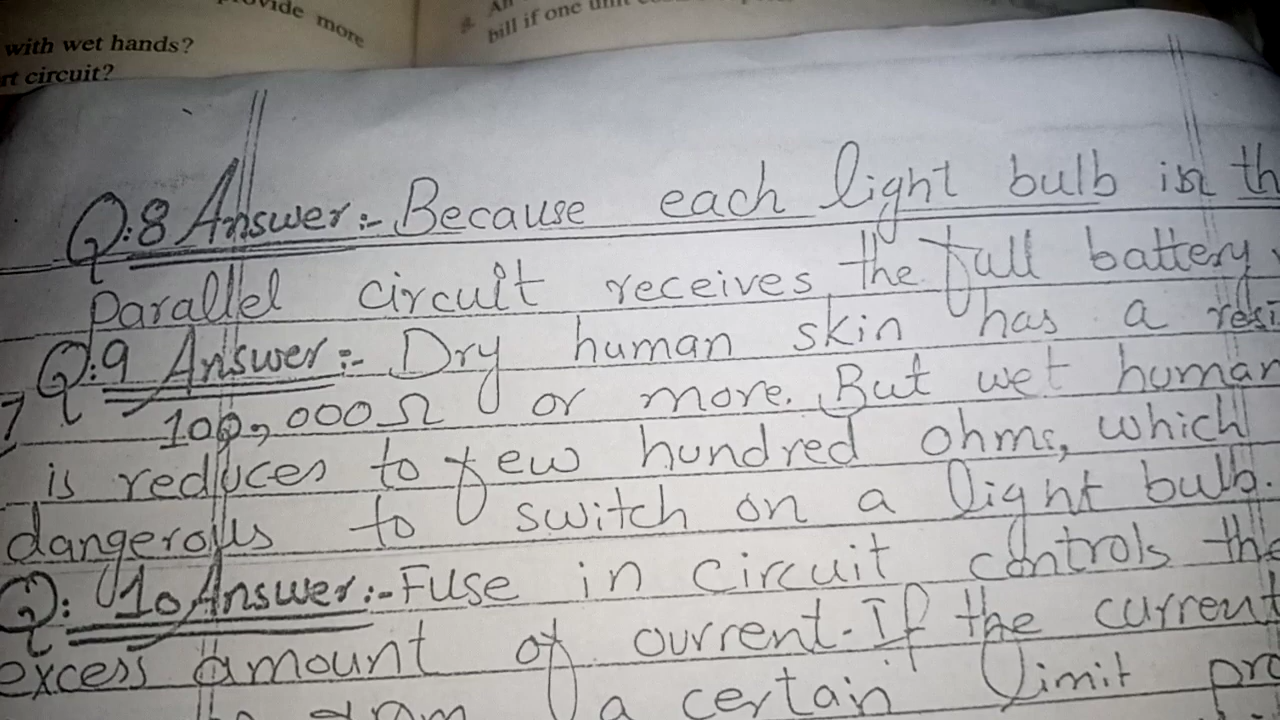 provide more
with wet hands?
rt circuit?
bill if one
Q:8 Answer:- Because each light bulb in th
Parallel circuit receives the full battery
Q:9 Answer:- Dry human skin has a resi
100,000Ω or more. But wet human
is reduces to few hundred ohms, which
dangerous to switch on a light bulb.
Q: 10 Answer:- Fuse in circuit controls the
excess amount of current. If the current
a certain limit pro